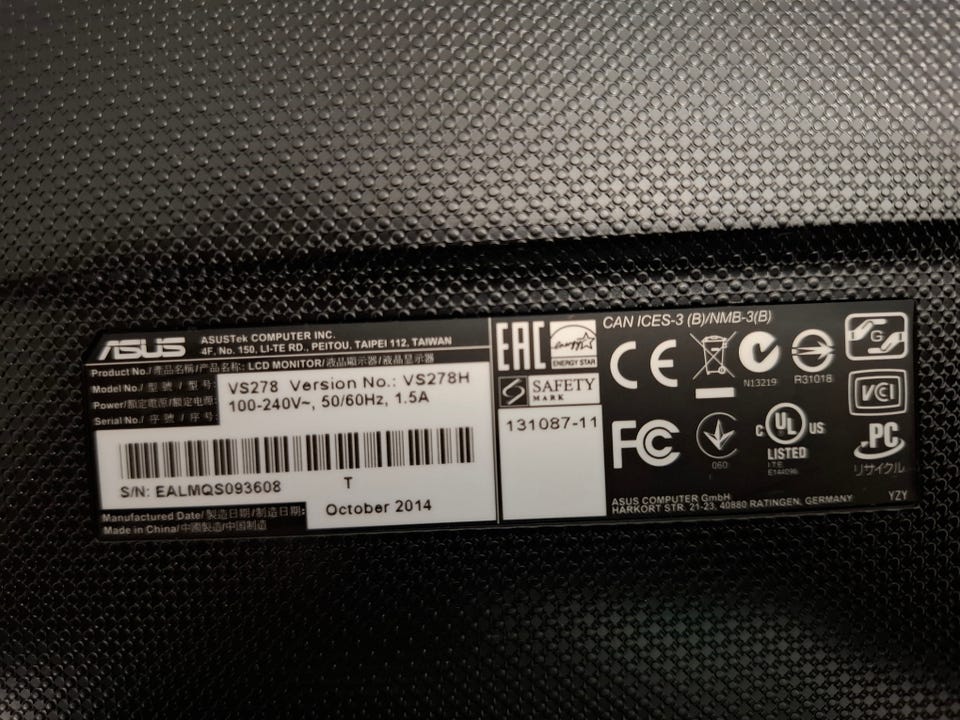 ASUS
ASUSTek COMPUTER INC.
4F, No. 150, LI-TE RD., PEITOU, TAIPEI 112, TAIWAN
Product No./產品名稱/产品名称: LCD MONITOR/液晶顯示器/液晶显示器
Model No./型號/型号: VS278 Version No.: VS278H
Power/額定電源/额定电源: 100-240V~, 50/60Hz, 1.5A
Serial No./序號/序号:
S/N: EALMQS093608
T
Manufactured Date/製造日期/制造日期: October 2014
Made in China/中國製造/中国制造
EAC
energy
ENERGY STAR
SAFETY
MARK
131087-11
CAN ICES-3 (B)/NMB-3(B)
CE
N13219
R31018
G
VCCI
FC
060
c UL US
LISTED
I.T.E.
E144096
PC
リサイクル
ASUS COMPUTER GmbH
HARKORT STR. 21-23, 40880 RATINGEN, GERMANY
YZY